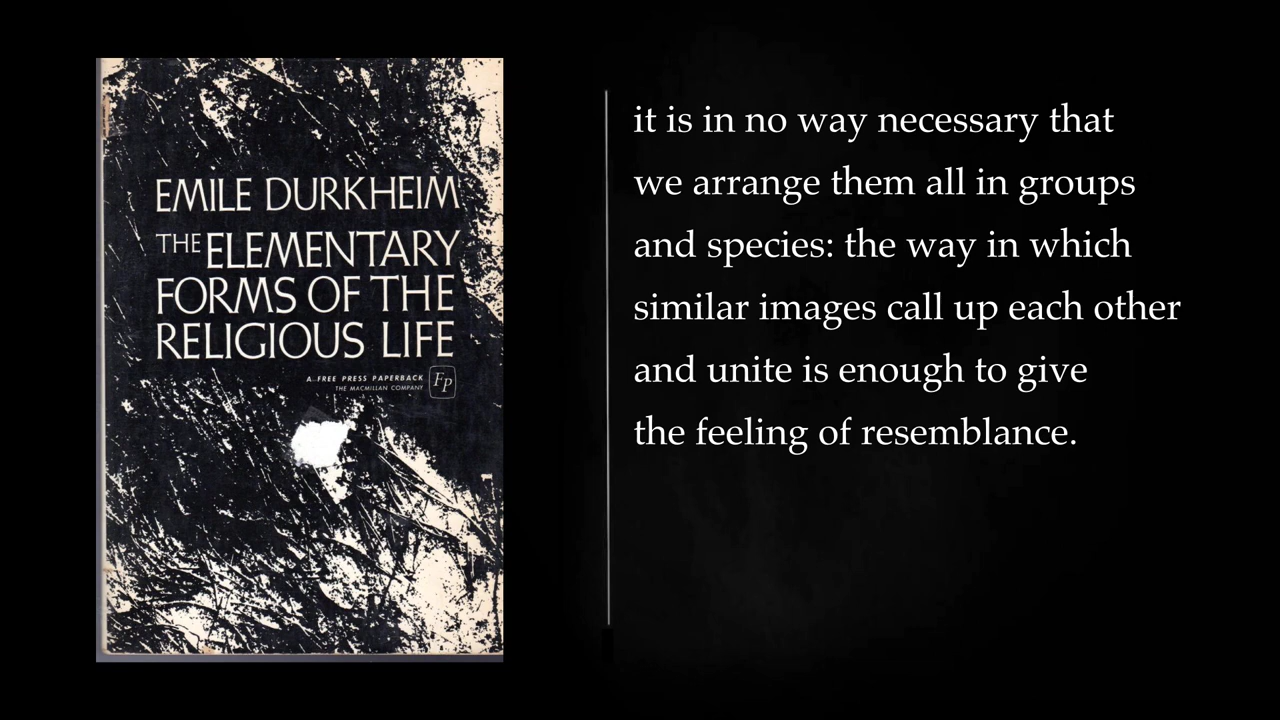 EMILE DURKHEIM
THE ELEMENTARY
FORMS OF THE
RELIGIOUS LIFE
A FREE PRESS PAPERBACK
THE MACMILLAN COMPANY
FP
it is in no way necessary that
we arrange them all in groups
and species: the way in which
similar images call up each other
and unite is enough to give
the feeling of resemblance.